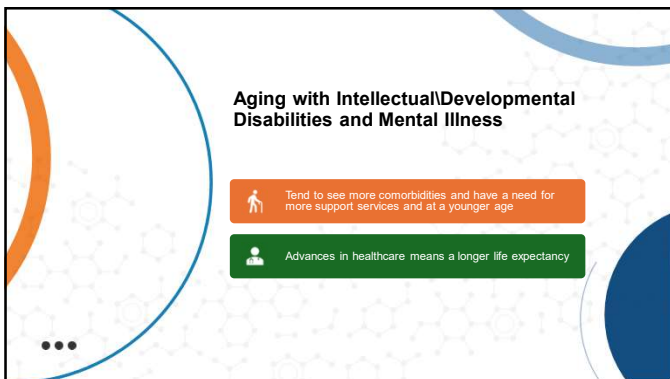 Aging with Intellectual\Developmental
Disabilities and Mental Illness
Tend to see more comorbidities and have a need for
more support services and at a younger age
Advances in healthcare means a longer life expectancy